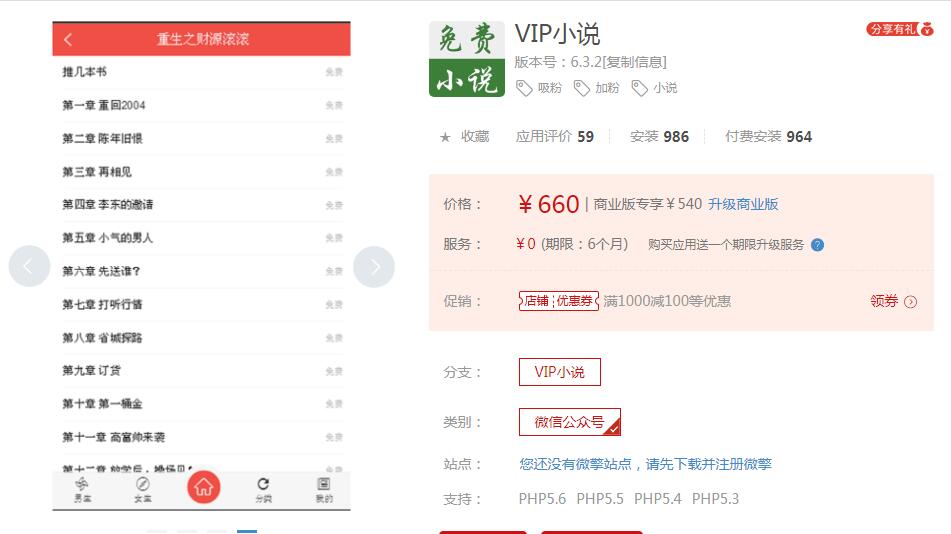 重生之财源滚滚
推几本书 免费
第一章 重回2004 免费
第二章 陈年旧恨 免费
第三章 再相见 免费
第四章 李东的邀请 免费
第五章 小气的男人 免费
第六章 先送谁? 免费
第七章 打听行情 免费
第八章 省城探路 免费
第九章 订货 免费
第十章 第一桶金 免费
第十一章 高富帅来袭 免费
男生 女生 分类 我的
免费
小说
VIP小说
分享有礼
版本号：6.3.2[复制信息]
吸粉 加粉 小说
★ 收藏 应用评价 59 安装 986 付费安装 964
价格： ¥660 | 商业版专享¥540 升级商业版
服务： ¥0 (期限：6个月) 购买应用送一个期限升级服务 ?
促销： 店铺 优惠券 满1000减100等优惠 领券
分支： VIP小说
类别： 微信公众号
站点： 您还没有微擎站点，请先下载并注册微擎
支持： PHP5.6 PHP5.5 PHP5.4 PHP5.3